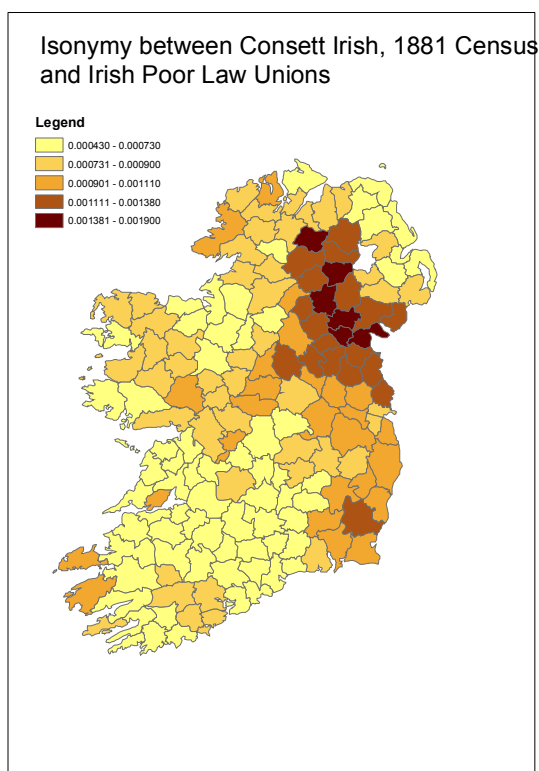 Isonymy between Consett Irish, 1881 Census
and Irish Poor Law Unions
Legend
0.000430 - 0.000730
0.000731 - 0.000900
0.000901 - 0.001110
0.001111 - 0.001380
0.001381 - 0.001900